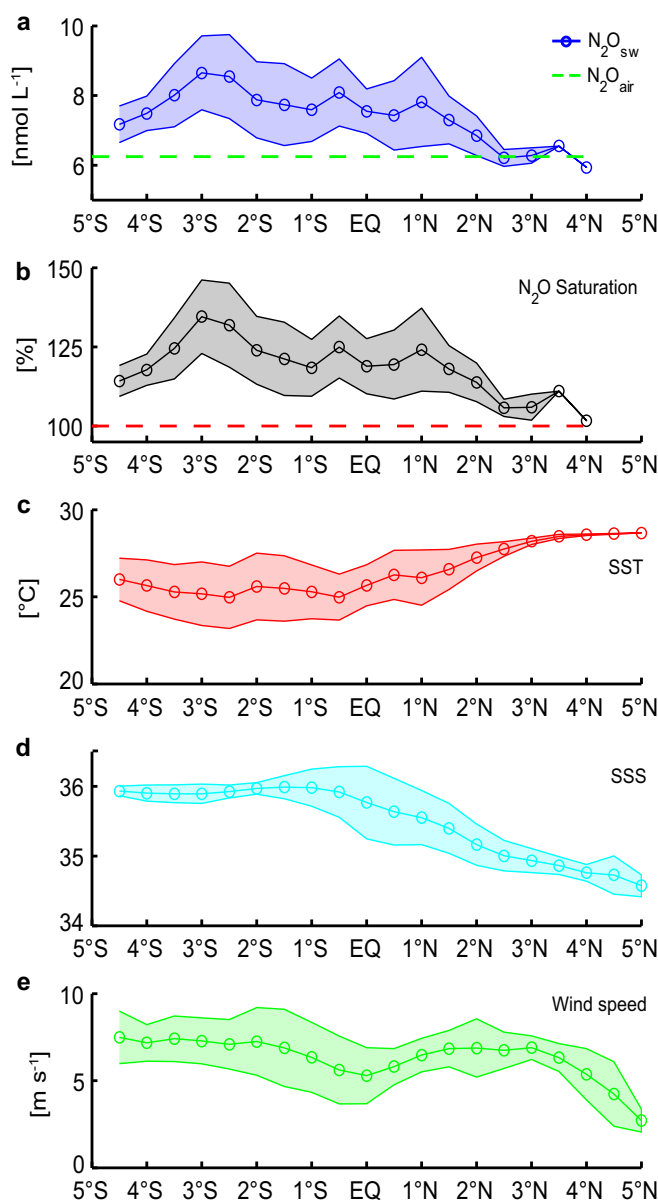 a
10
8
6
[nmol L⁻¹]
N₂O_sw
N₂O_air
5°S 4°S 3°S 2°S 1°S EQ 1°N 2°N 3°N 4°N 5°N
b
150
125
100
[%]
N₂O Saturation
5°S 4°S 3°S 2°S 1°S EQ 1°N 2°N 3°N 4°N 5°N
c
30
25
20
[°C]
SST
5°S 4°S 3°S 2°S 1°S EQ 1°N 2°N 3°N 4°N 5°N
d
36
35
34
SSS
5°S 4°S 3°S 2°S 1°S EQ 1°N 2°N 3°N 4°N 5°N
e
10
5
0
[m s⁻¹]
Wind speed
5°S 4°S 3°S 2°S 1°S EQ 1°N 2°N 3°N 4°N 5°N